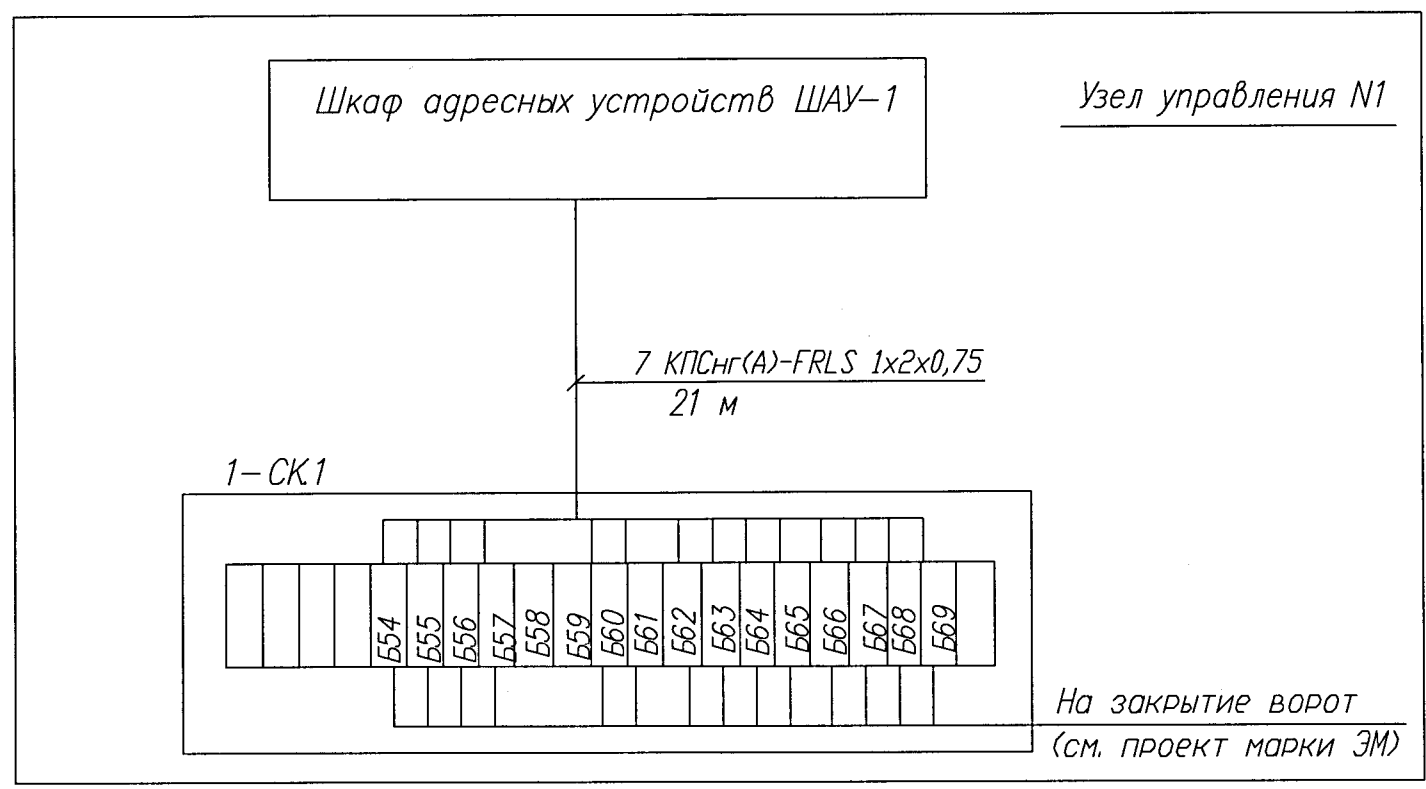 Шкаф адресных устройств ШАУ-1
Узел управления N1
7 КПСнг(А)-FRLS 1x2x0,75
21 м
1-СК.1
Б54
Б55
Б56
Б57
Б58
Б59
Б60
Б61
Б62
Б63
Б64
Б65
Б66
Б67
Б68
Б69
На закрытие ворот
(см. проект марки ЭМ)